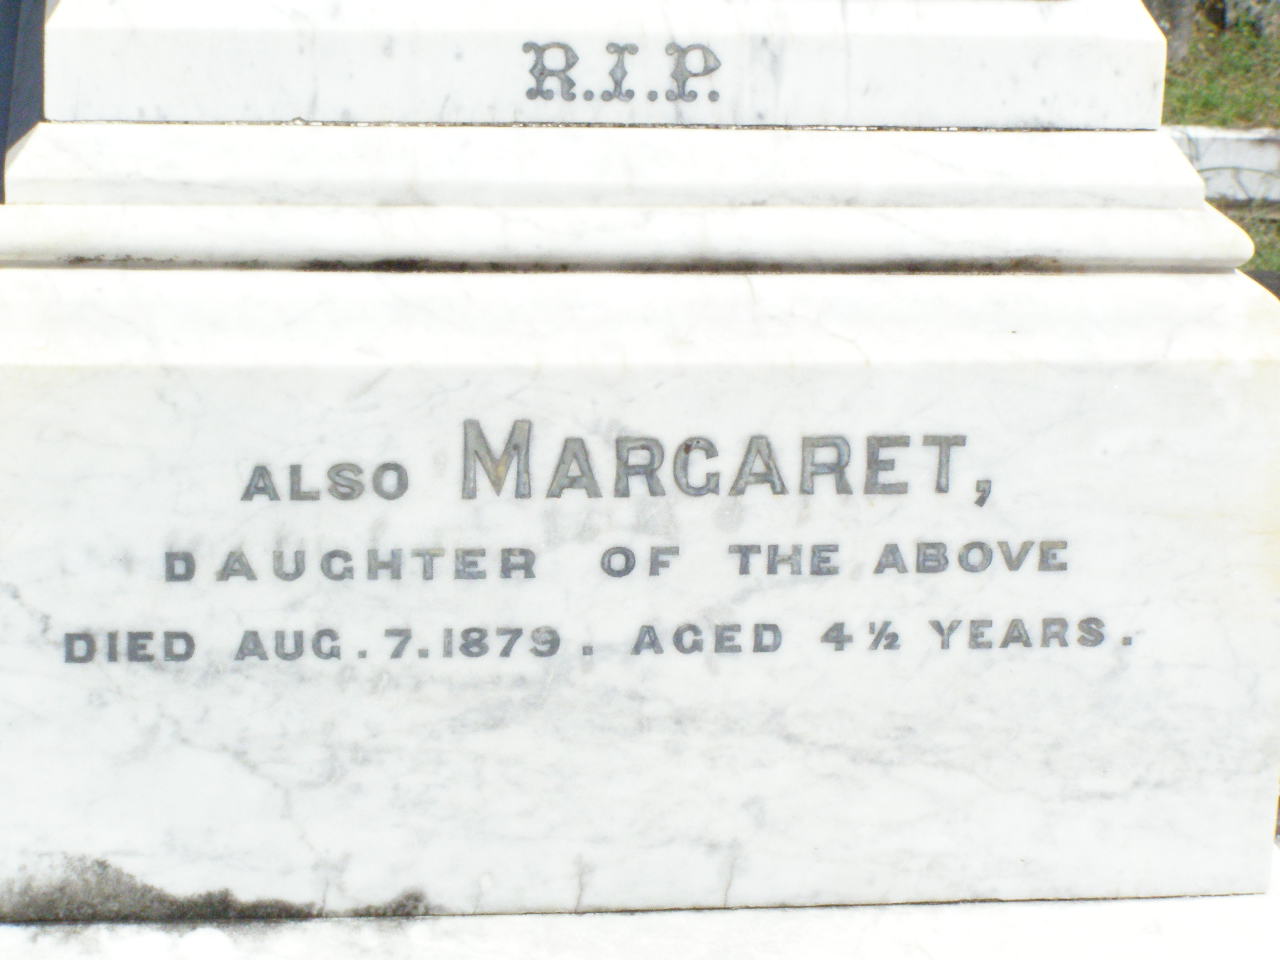 R.I.P.
ALSO MARGARET,
DAUGHTER OF THE ABOVE
DIED AUG. 7. 1879. AGED 4½ YEARS.